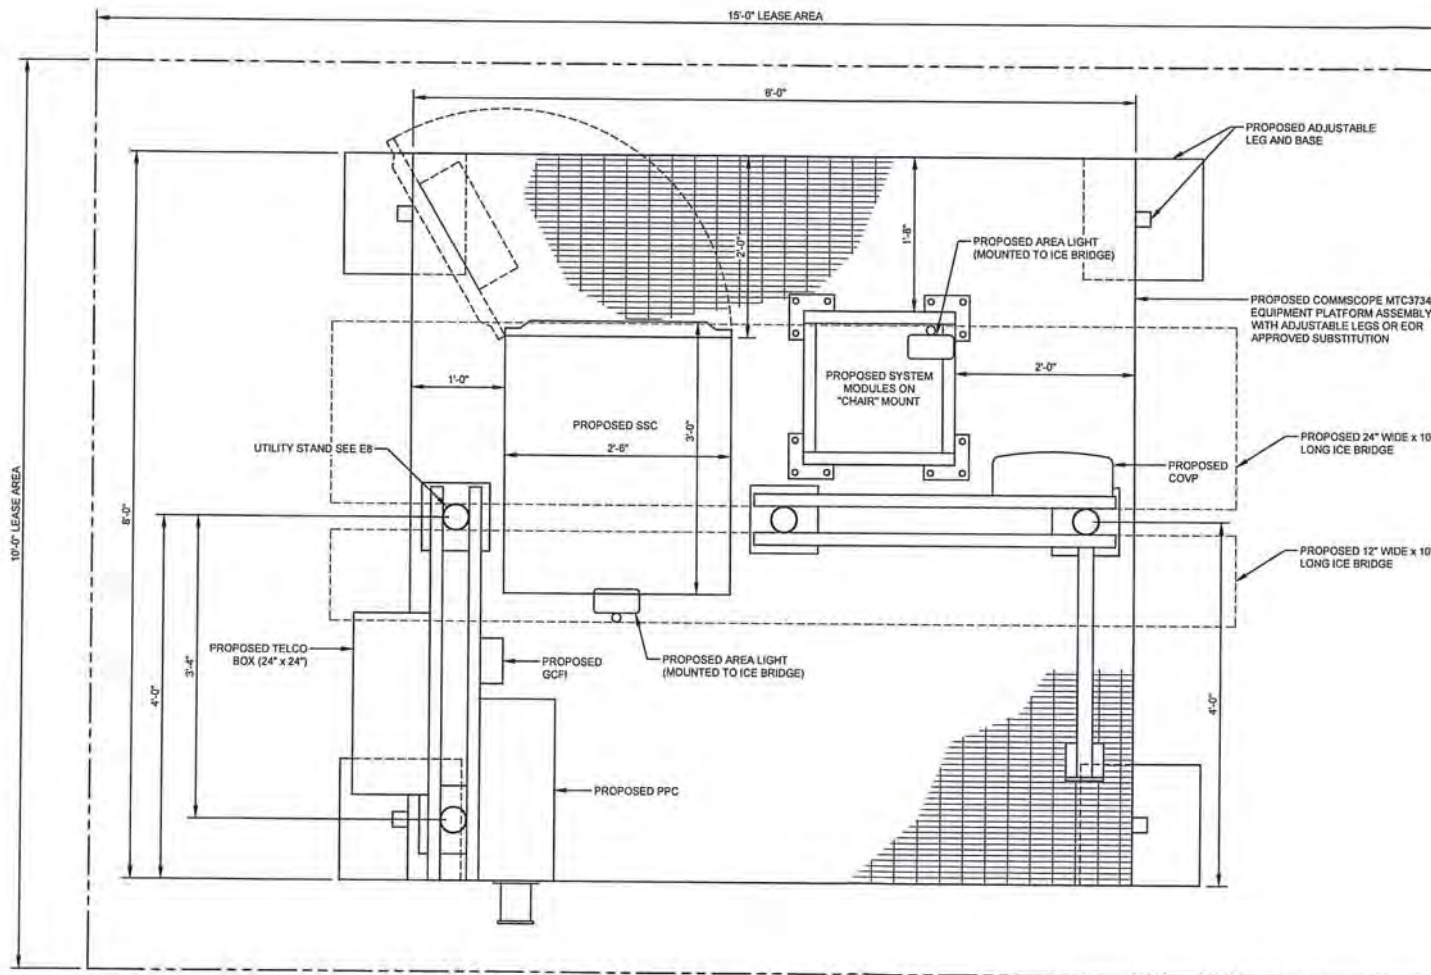 15'-0" LEASE AREA
8'-0"
PROPOSED ADJUSTABLE
LEG AND BASE
2'-0"
1'-6"
PROPOSED AREA LIGHT
(MOUNTED TO ICE BRIDGE)
PROPOSED COMMSCOPE MTC3734
EQUIPMENT PLATFORM ASSEMBLY
WITH ADJUSTABLE LEGS OR EOR
APPROVED SUBSTITUTION
1'-0"
PROPOSED SYSTEM
MODULES ON
"CHAIR" MOUNT
2'-0"
PROPOSED SSC
3'-0"
2'-6"
UTILITY STAND SEE E8
PROPOSED
COVP
PROPOSED 24" WIDE x 10
LONG ICE BRIDGE
10'-0" LEASE AREA
8'-0"
PROPOSED 12" WIDE x 10
LONG ICE BRIDGE
PROPOSED TELCO
BOX (24" x 24")
3'-4"
4'-0"
PROPOSED
GCFI
PROPOSED AREA LIGHT
(MOUNTED TO ICE BRIDGE)
4'-0"
PROPOSED PPC